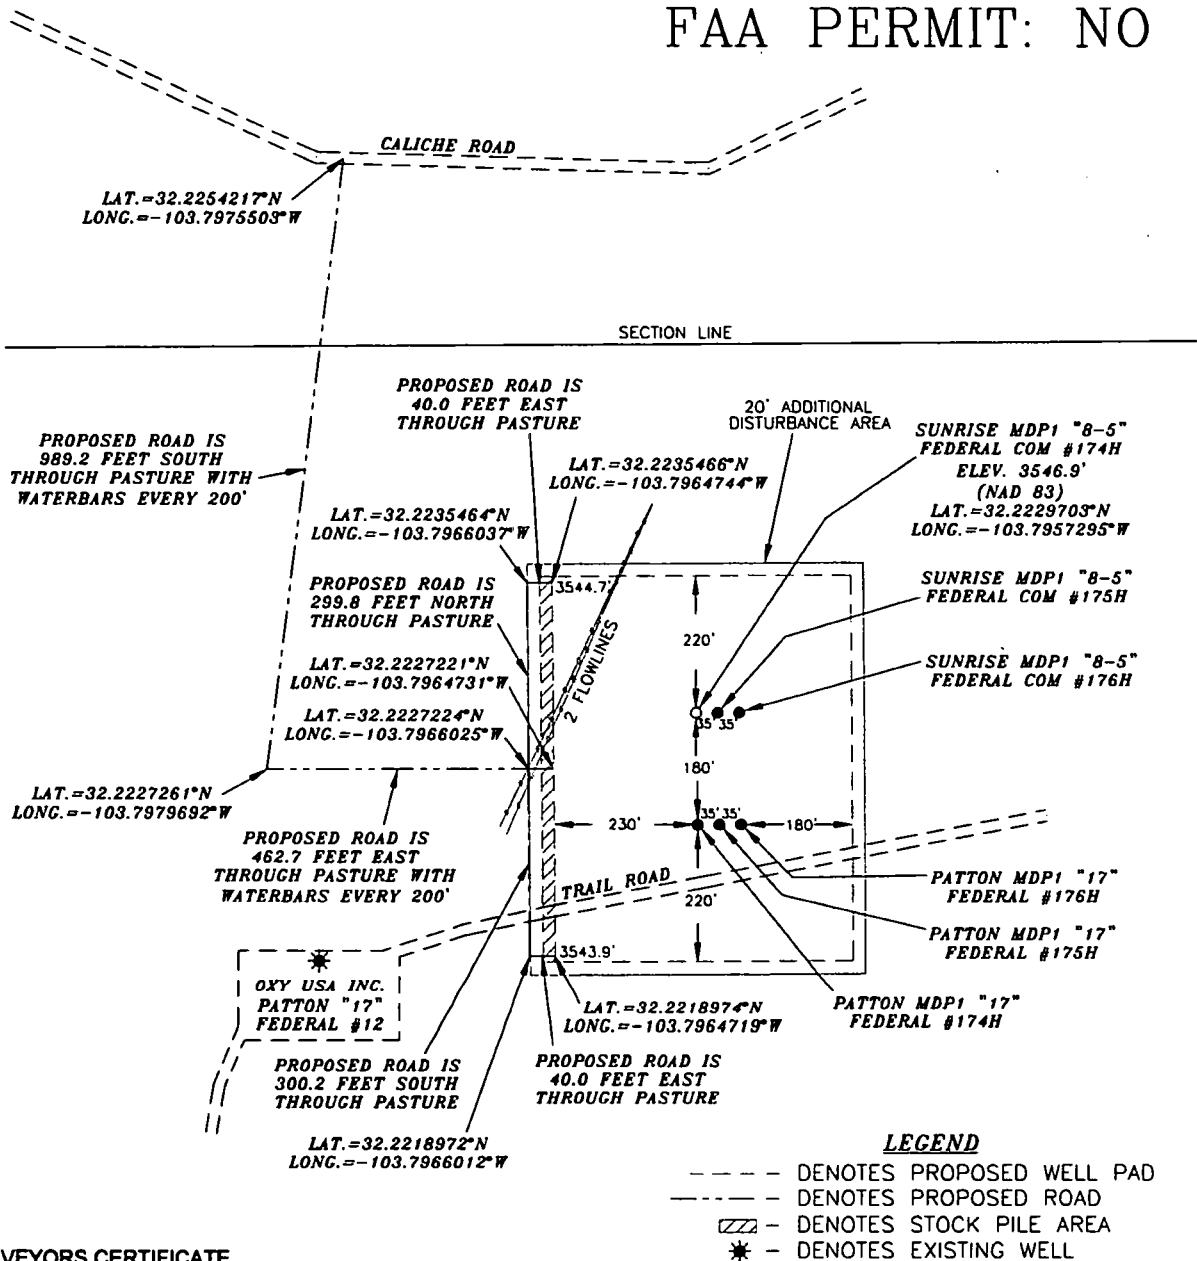 FAA PERMIT: NO
CALICHE ROAD
LAT.=32.2254217°N
LONG.=-103.7975503°W
SECTION LINE
PROPOSED ROAD IS
40.0 FEET EAST
THROUGH PASTURE
20' ADDITIONAL
DISTURBANCE AREA
SUNRISE MDP1 "8-5"
FEDERAL COM #174H
ELEV. 3546.9'
(NAD 83)
LAT.=32.2229703°N
LONG.=-103.7957295°W
PROPOSED ROAD IS
989.2 FEET SOUTH
THROUGH PASTURE WITH
WATERBARS EVERY 200'
LAT.=32.2235466°N
LONG.=-103.7964744°W
LAT.=32.2235464°N
LONG.=-103.7966037°W
PROPOSED ROAD IS
299.8 FEET NORTH
THROUGH PASTURE
3544.7'
SUNRISE MDP1 "8-5"
FEDERAL COM #175H
220'
2 FLOWLINES
LAT.=32.2227221°N
LONG.=-103.7964731°W
SUNRISE MDP1 "8-5"
FEDERAL COM #176H
LAT.=32.2227224°N
LONG.=-103.7966025°W
35' 35'
180'
LAT.=32.2227261°N
LONG.=-103.7979692°W
35' 35'
230'
180'
PROPOSED ROAD IS
462.7 FEET EAST
THROUGH PASTURE WITH
WATERBARS EVERY 200'
TRAIL ROAD
220'
PATTON MDP1 "17"
FEDERAL #176H
PATTON MDP1 "17"
FEDERAL #175H
3543.9'
OXY USA INC.
PATTON "17"
FEDERAL #12
LAT.=32.2218974°N
LONG.=-103.7964719°W
PATTON MDP1 "17"
FEDERAL #174H
PROPOSED ROAD IS
300.2 FEET SOUTH
THROUGH PASTURE
PROPOSED ROAD IS
40.0 FEET EAST
THROUGH PASTURE
LAT.=32.2218972°N
LONG.=-103.7966012°W
LEGEND
- DENOTES PROPOSED WELL PAD
- DENOTES PROPOSED ROAD
- DENOTES STOCK PILE AREA
- DENOTES EXISTING WELL
VEYORS CERTIFICATE